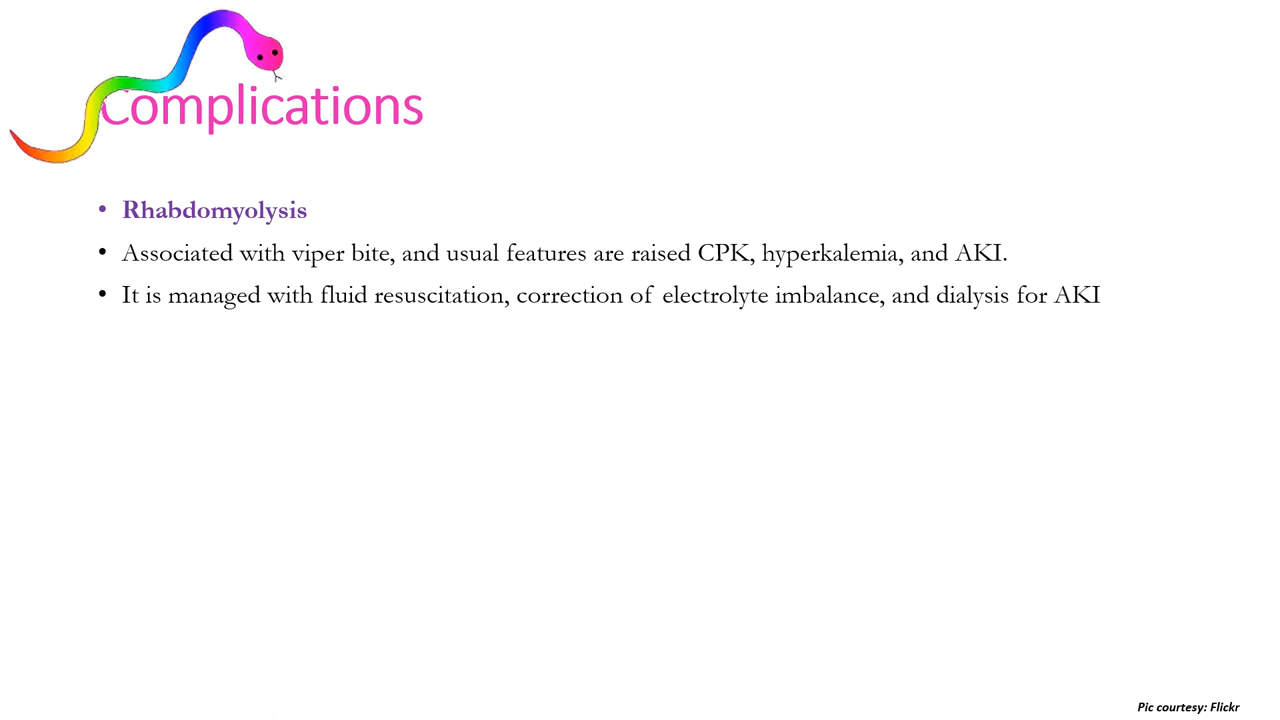 Complications
• Rhabdomyolysis
• Associated with viper bite, and usual features are raised CPK, hyperkalemia, and AKI.
• It is managed with fluid resuscitation, correction of electrolyte imbalance, and dialysis for AKI
Pic courtesy: Flickr